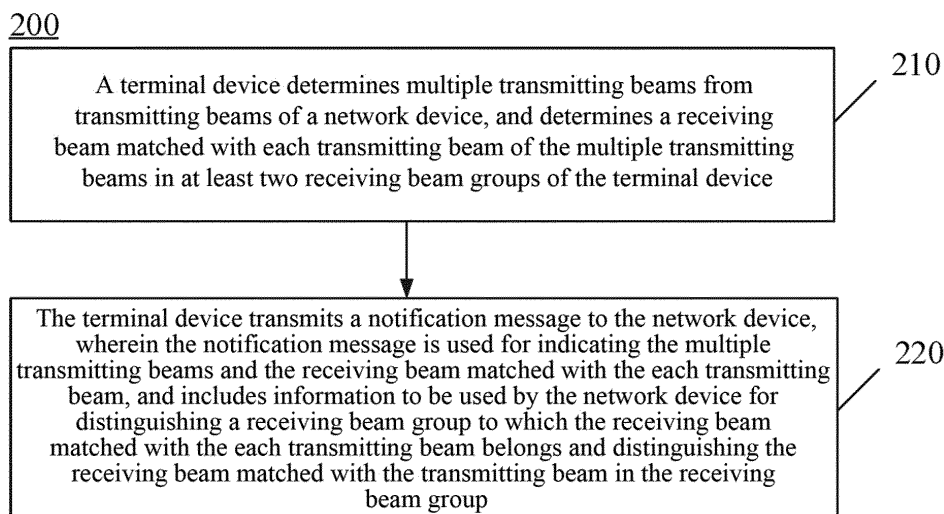 200
A terminal device determines multiple transmitting beams from
transmitting beams of a network device, and determines a receiving
beam matched with each transmitting beam of the multiple transmitting
beams in at least two receiving beam groups of the terminal device
210
The terminal device transmits a notification message to the network device,
wherein the notification message is used for indicating the multiple
transmitting beams and the receiving beam matched with the each transmitting
beam, and includes information to be used by the network device for
distinguishing a receiving beam group to which the receiving beam
matched with the each transmitting beam belongs and distinguishing the
receiving beam matched with the transmitting beam in the receiving
beam group
220